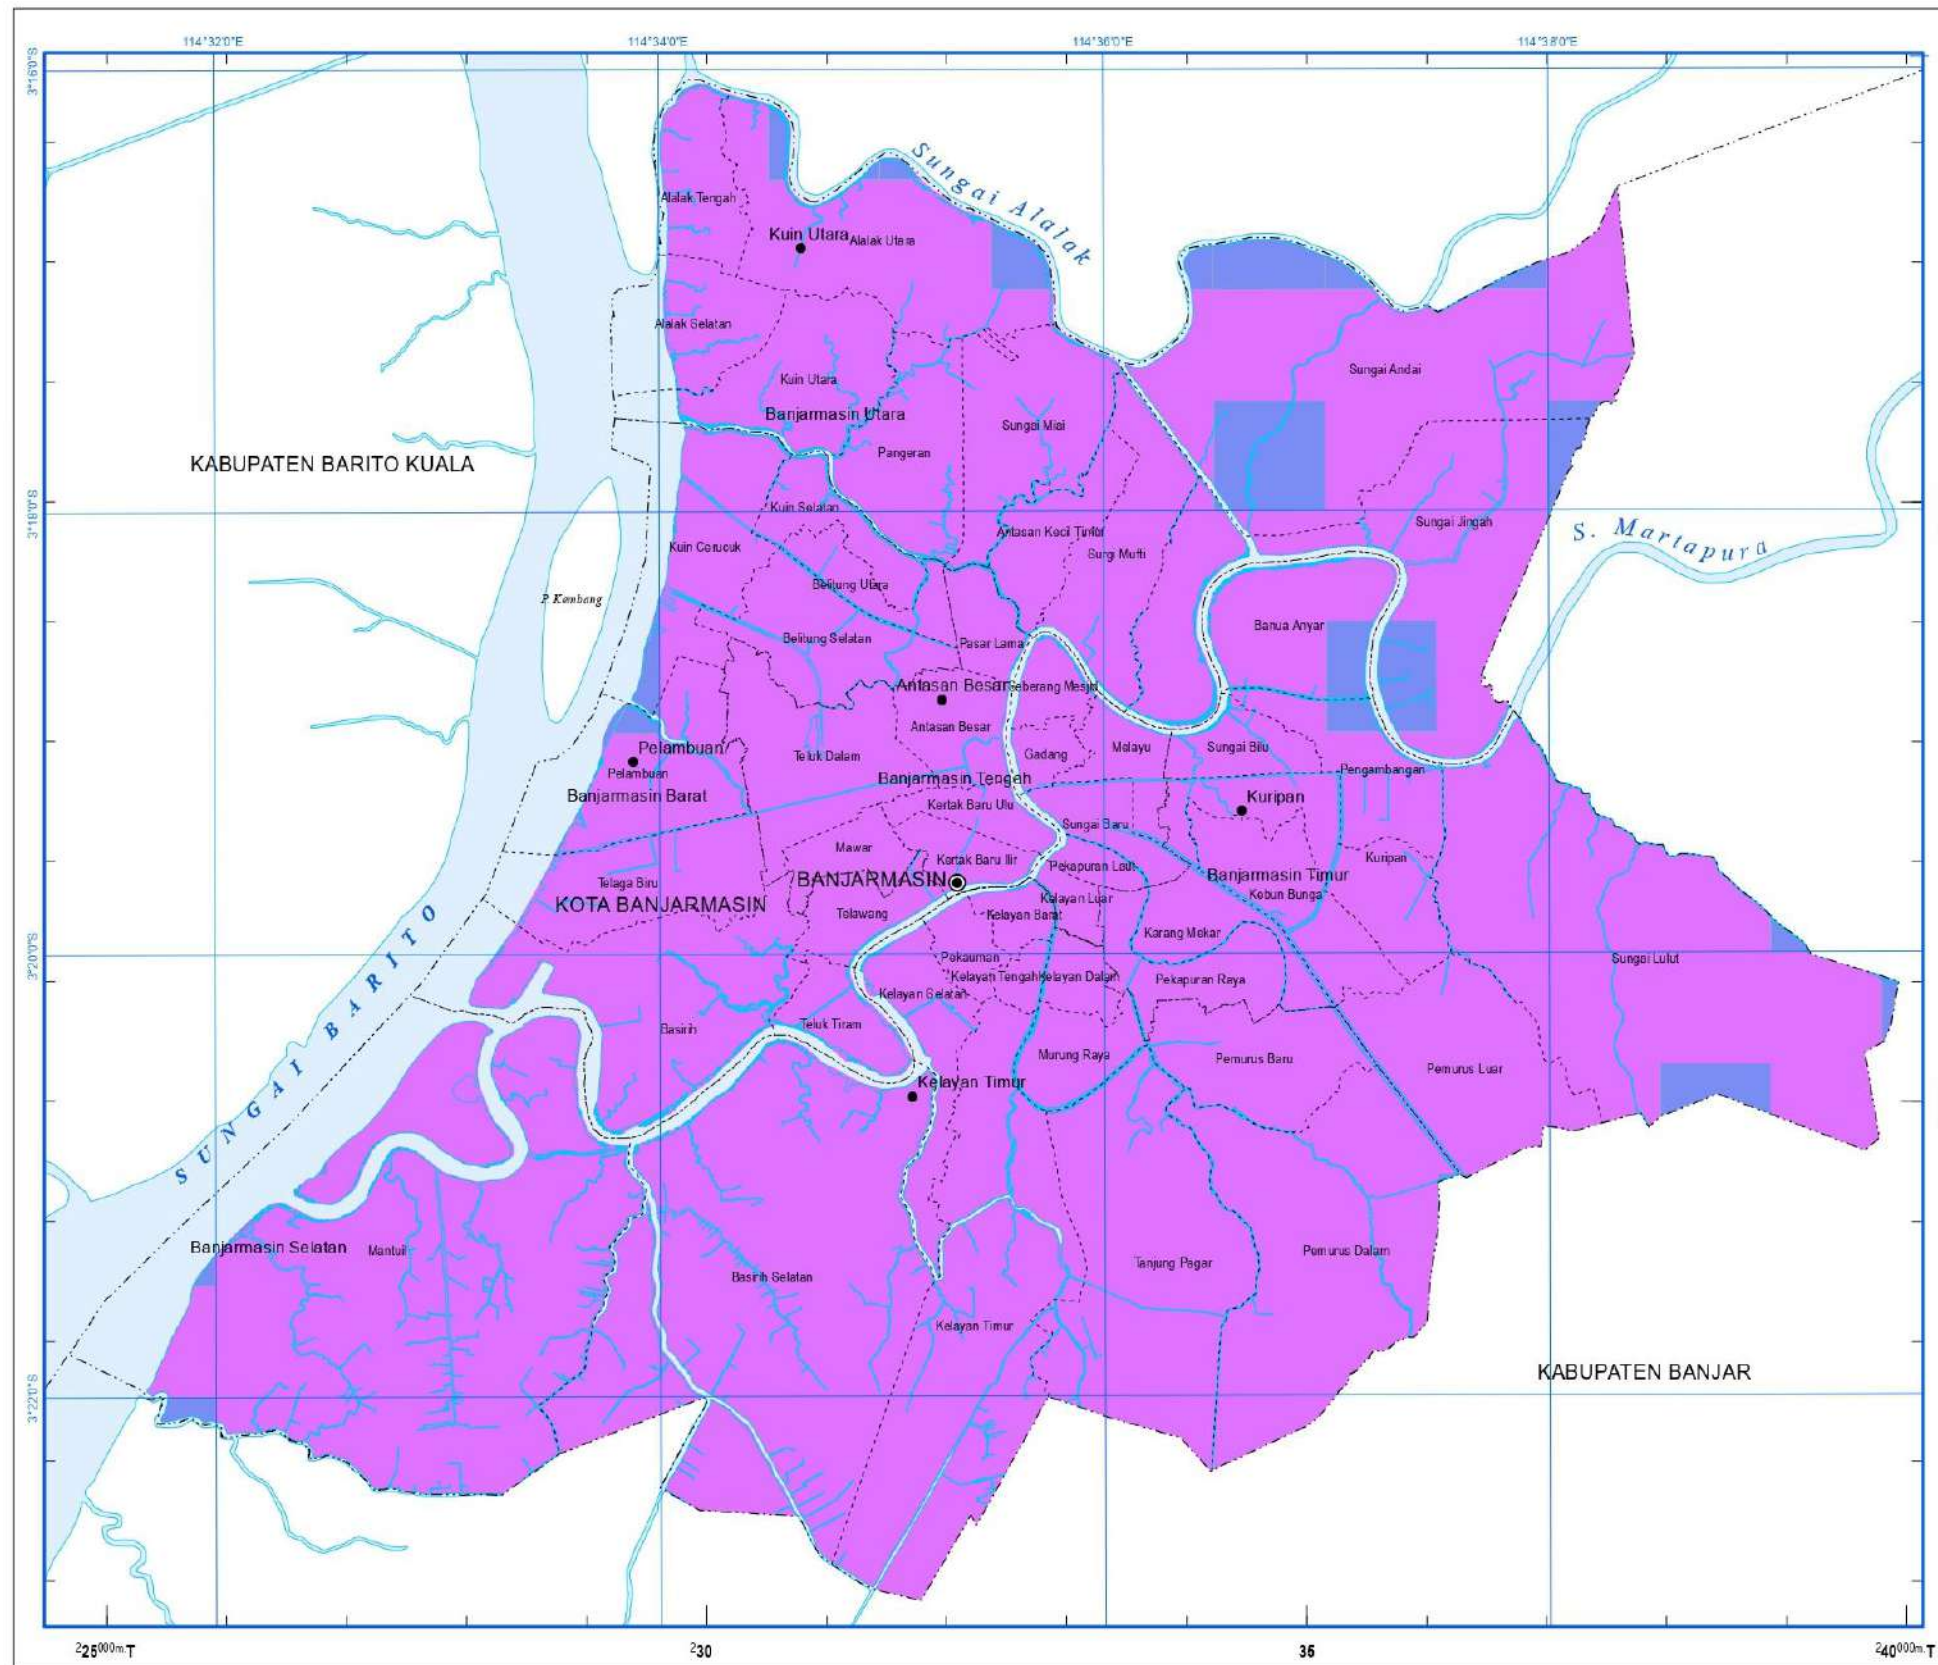 114°32'0"E
114°34'0"E
114°36'0"E
114°38'0"E
3°16'0"S
Sungai Alalak
Alalak Tengah
Kuin Utara
Alalak Utara
Alalak Selatan
Sungai Andai
Kuin Utara
Banjarmasin Utara
Sungai Miai
Pangeran
KABUPATEN BARITO KUALA
3°18'0"S
Kuin Selatan
Sungai Jingah
S. Martapura
Antasan Kecil Timur
Kuin Cerucuk
Surgi Mufti
Belitung Utara
P. Kembang
Banua Anyar
Belitung Selatan
Pasar Lama
Antasan Besar
Seberang Mesjid
Antasan Besar
Pelambuan
Gadang
Melayu
Sungai Bilu
Teluk Dalam
Pelambuan
Pengambangan
Banjarmasin Tengah
Banjarmasin Barat
Kertak Baru Ulu
Kuripan
Sungai Baru
Mawar
Kertak Baru Ilir
Pekapuran Laut
Kuripan
Telaga Biru
BANJARMASIN
Banjarmasin Timur
KOTA BANJARMASIN
Kelayan Luar
Kebun Bunga
Telawang
Kelayan Barat
Karang Mekar
SUNGAI BARITO
3°20'0"S
Pekauman
Sungai Lulut
Kelayan Tengah
Kelayan Dalam
Pekapuran Raya
Kelayan Selatan
Basirih
Teluk Tiram
Murung Raya
Pemurus Baru
Pemurus Luar
Kelayan Timur
Banjarmasin Selatan
Mantuil
Basirih Selatan
Tanjung Pagar
Pemurus Dalam
Kelayan Timur
KABUPATEN BANJAR
3°22'0"S
225000m.T
230
35
240000m.T